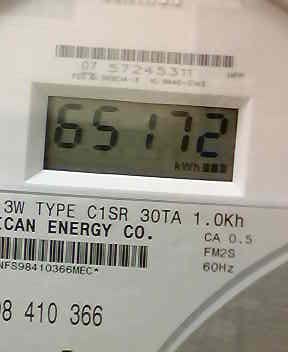 07 57245311
65172
kWh
3W TYPE C1SR 30TA 1.0Kh
ICAN ENERGY CO.
CA 0.5
FM2S
60Hz
NFS98410366MEC*
98 410 366